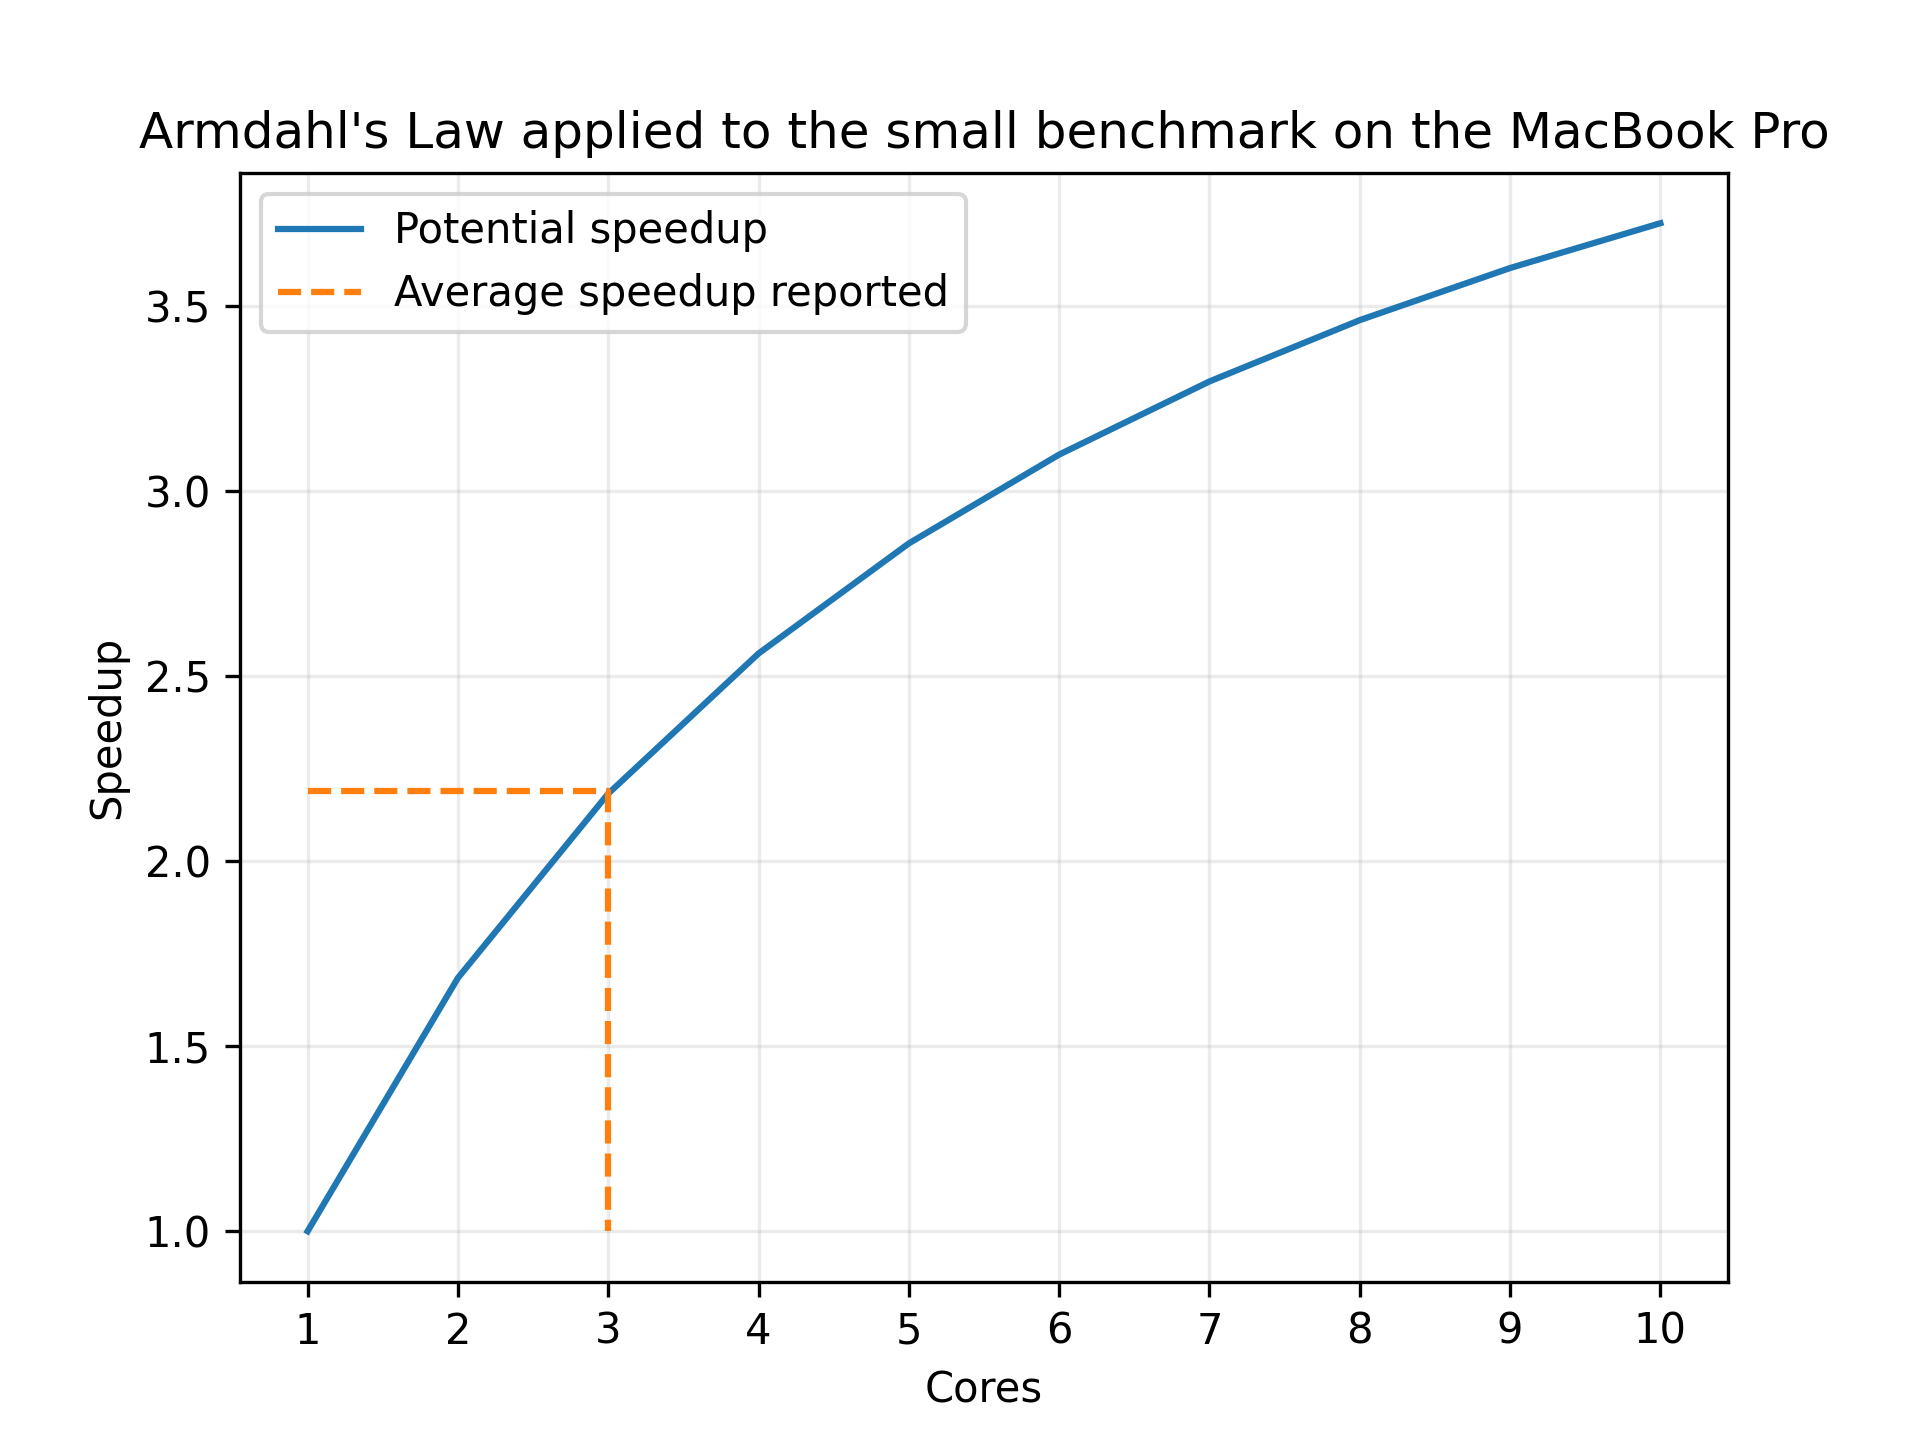 Armdahl's Law applied to the small benchmark on the MacBook Pro
Potential speedup
Average speedup reported
3.5
3.0
2.5
2.0
1.5
1.0
Speedup
1 2 3 4 5 6 7 8 9 10
Cores